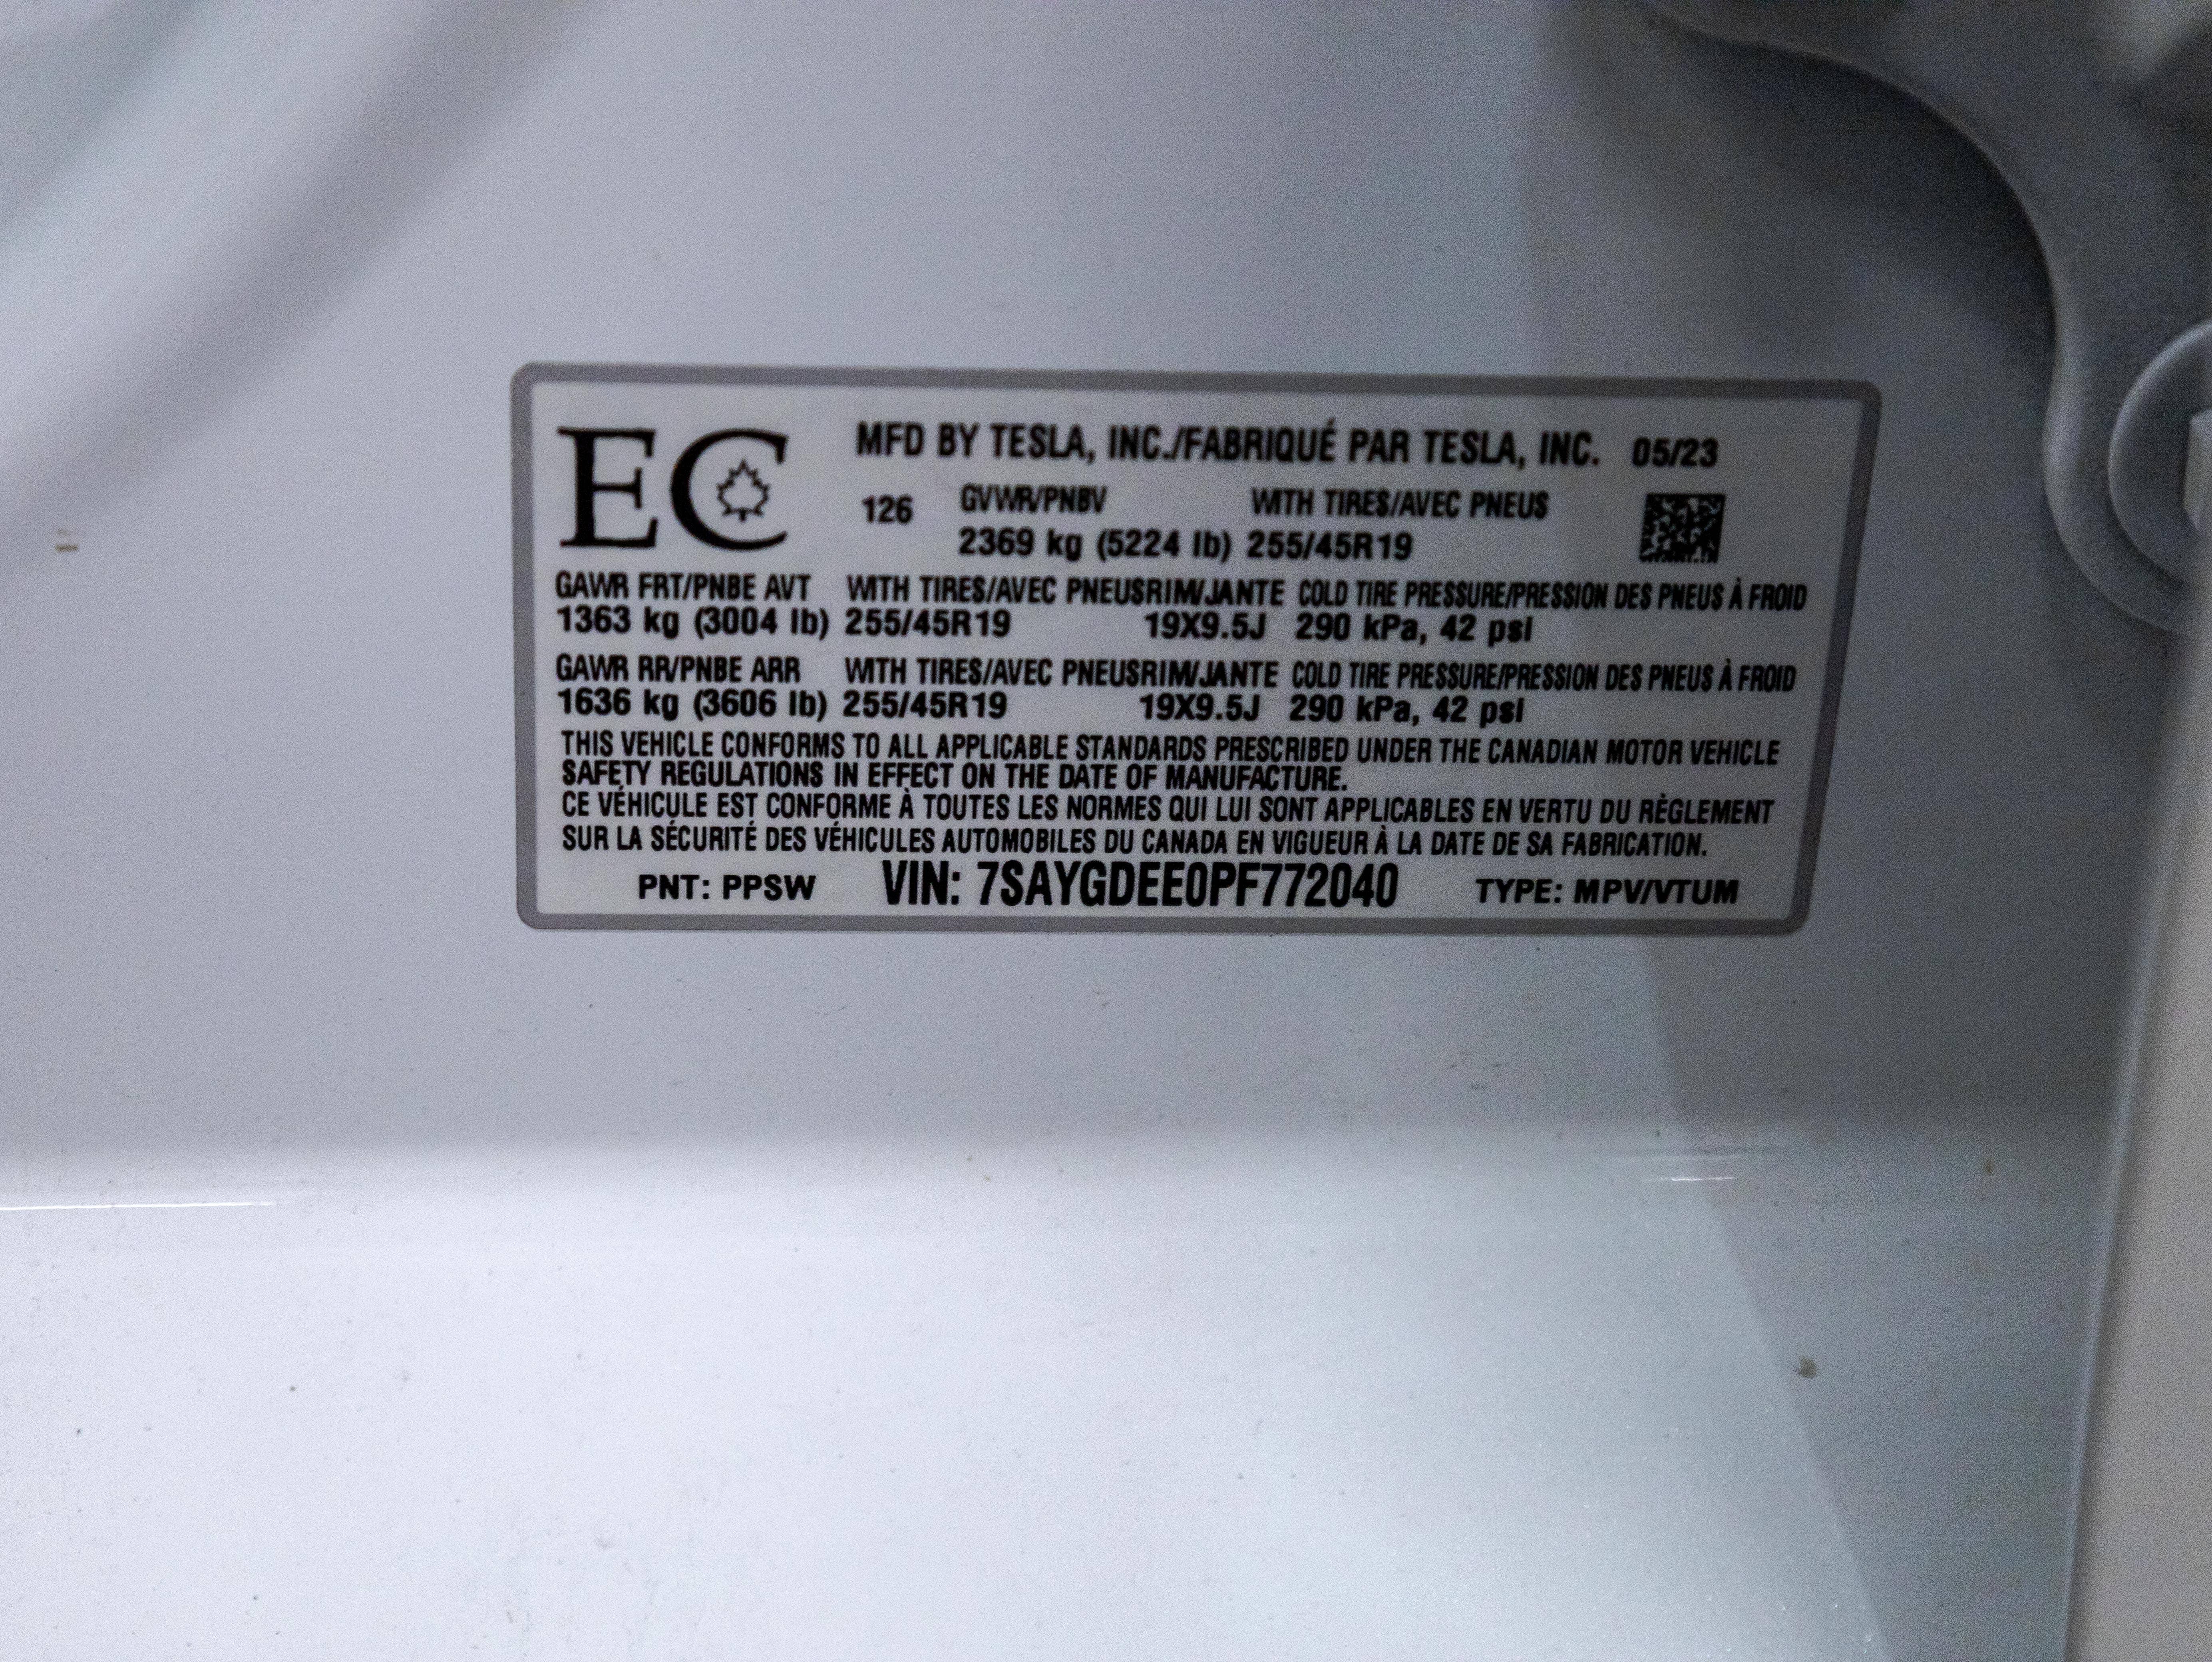 EC MFD BY TESLA, INC./FABRIQUÉ PAR TESLA, INC. 05/23
126 GVWR/PNBV WITH TIRES/AVEC PNEUS
2369 kg (5224 lb) 255/45R19
GAWR FRT/PNBE AVT WITH TIRES/AVEC PNEUSRIM/JANTE COLD TIRE PRESSURE/PRESSION DES PNEUS À FROID
1363 kg (3004 lb) 255/45R19 19X9.5J 290 kPa, 42 psi
GAWR RR/PNBE ARR WITH TIRES/AVEC PNEUSRIM/JANTE COLD TIRE PRESSURE/PRESSION DES PNEUS À FROID
1636 kg (3606 lb) 255/45R19 19X9.5J 290 kPa, 42 psi
THIS VEHICLE CONFORMS TO ALL APPLICABLE STANDARDS PRESCRIBED UNDER THE CANADIAN MOTOR VEHICLE
SAFETY REGULATIONS IN EFFECT ON THE DATE OF MANUFACTURE.
CE VÉHICULE EST CONFORME À TOUTES LES NORMES QUI LUI SONT APPLICABLES EN VERTU DU RÈGLEMENT
SUR LA SÉCURITÉ DES VÉHICULES AUTOMOBILES DU CANADA EN VIGUEUR À LA DATE DE SA FABRICATION.
PNT: PPSW VIN: 7SAYGDEE0PF772040 TYPE: MPV/VTUM